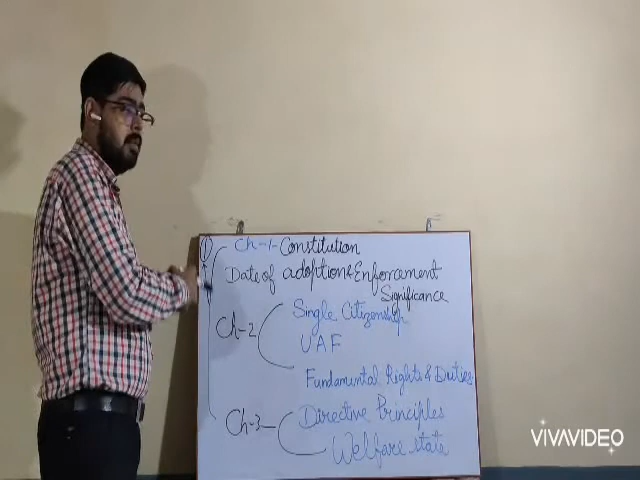 ① Ch-1- Constitution
Date of adoption & Enforcement
Significance
Ch-2
Single Citizenship
UAF
Fundamental Rights & Duties
Ch-3-
Directive Principles
Welfare state
VIVAVIDEO